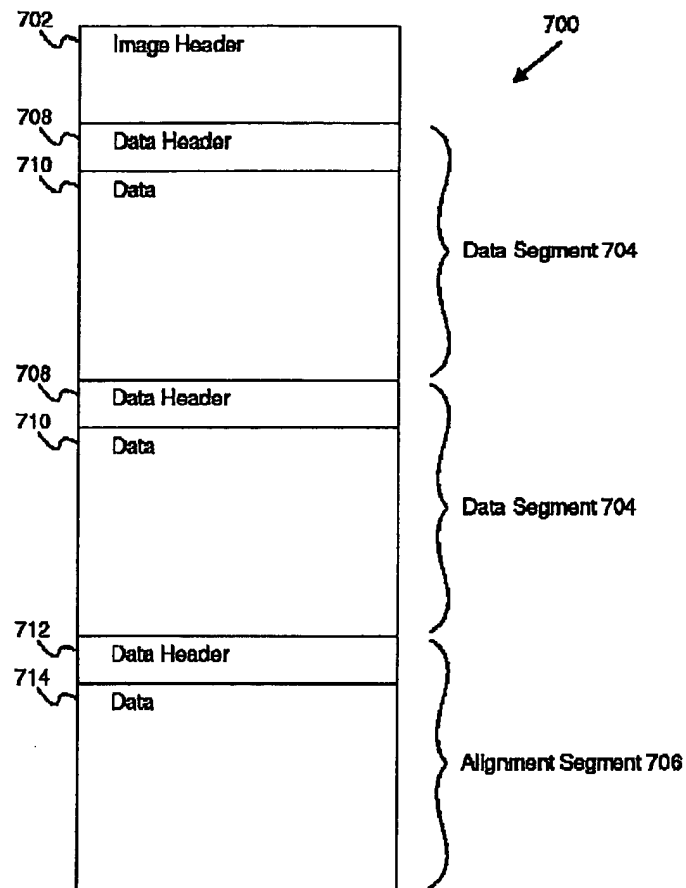 702
Image Header
700
708
Data Header
710
Data
Data Segment 704
708
Data Header
710
Data
Data Segment 704
712
Data Header
714
Data
Alignment Segment 706